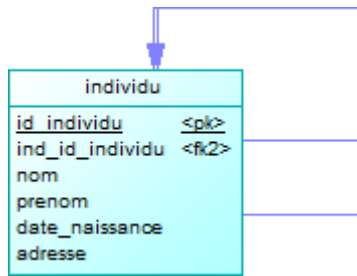 individu
id_individu <pk>
ind_id_individu <fk2>
nom
prenom
date_naissance
adresse